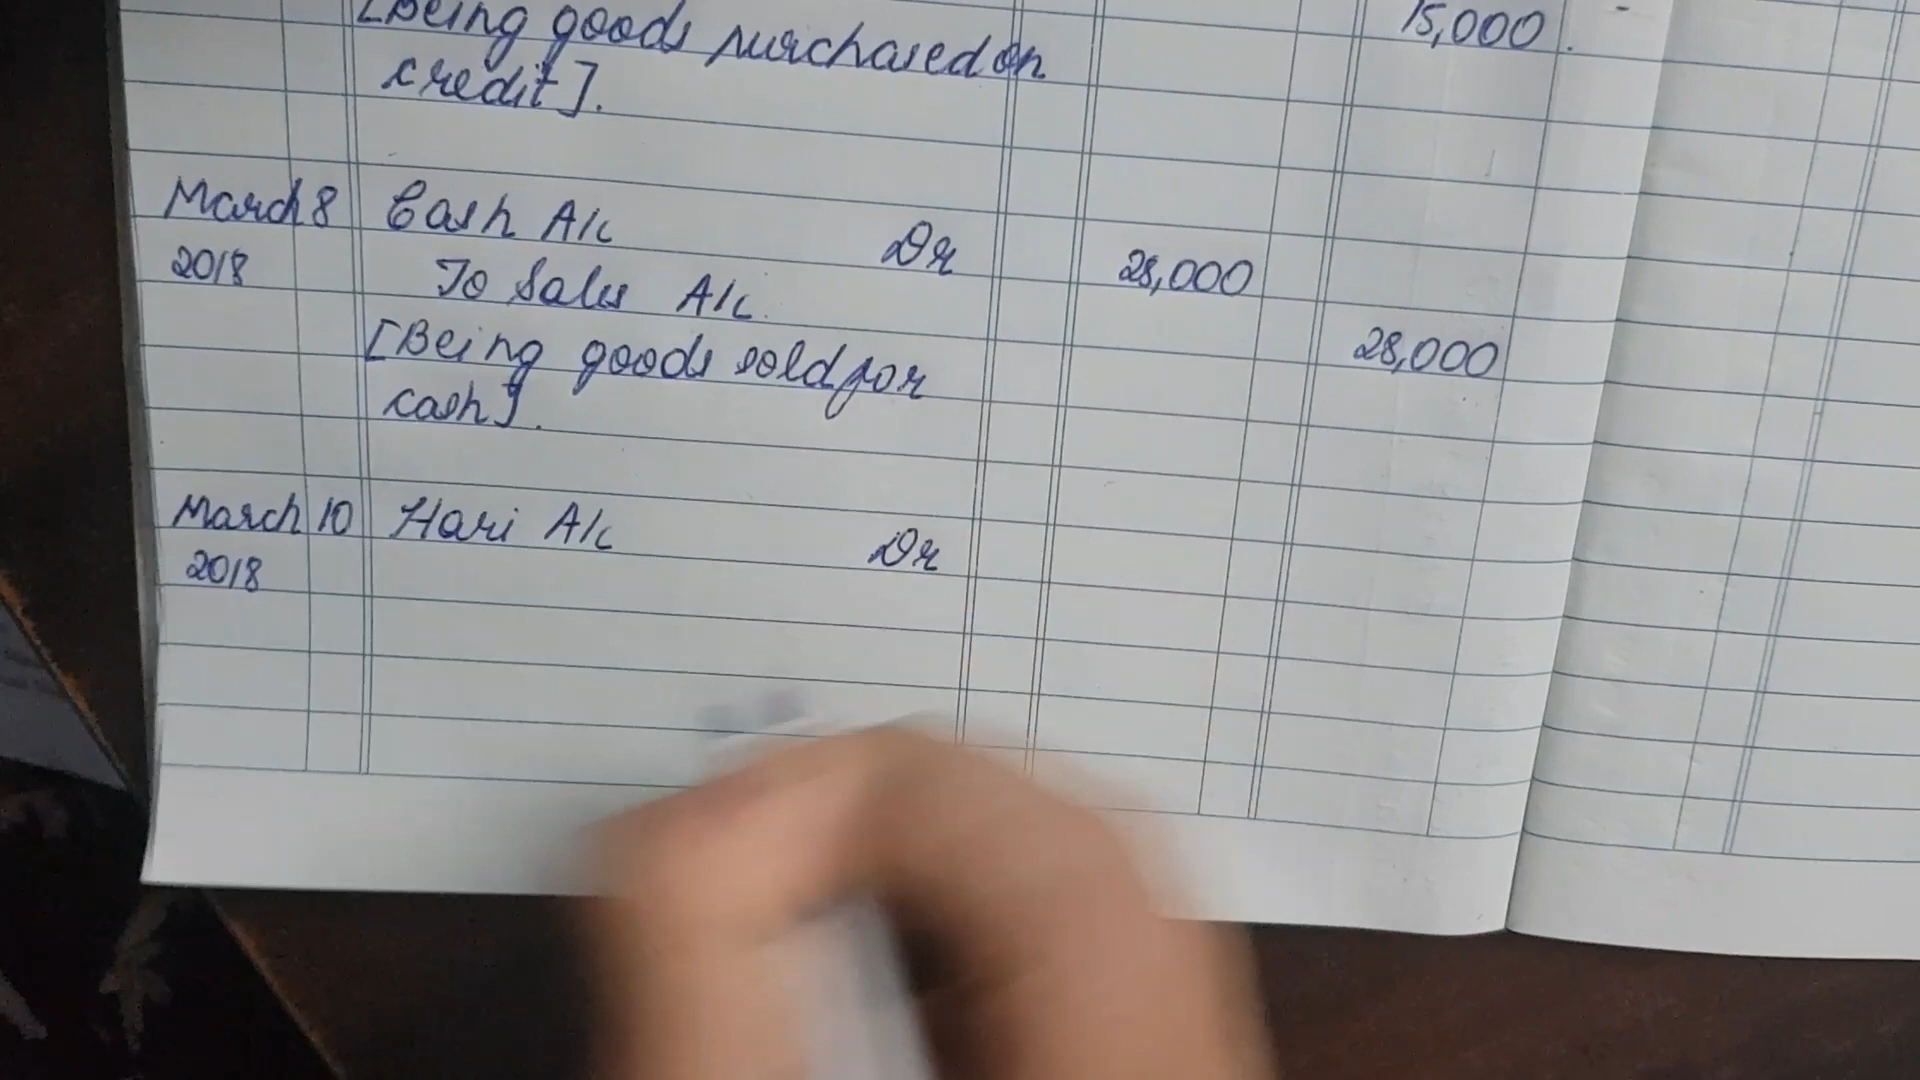 [Being goods purchased on 15,000
credit].
March 8 Cash A/c Dr 28,000
2018 To Sales A/c.
28,000
[Being goods sold for
cash].
March 10 Hari A/c Dr
2018